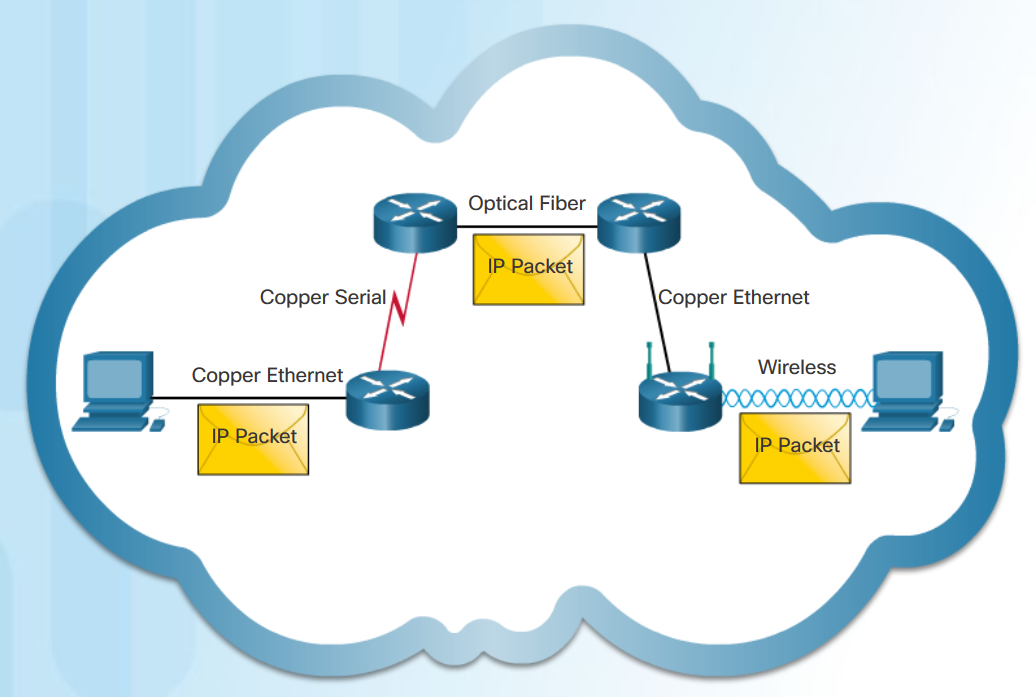 Optical Fiber
IP Packet
Copper Serial
Copper Ethernet
Wireless
Copper Ethernet
IP Packet
IP Packet